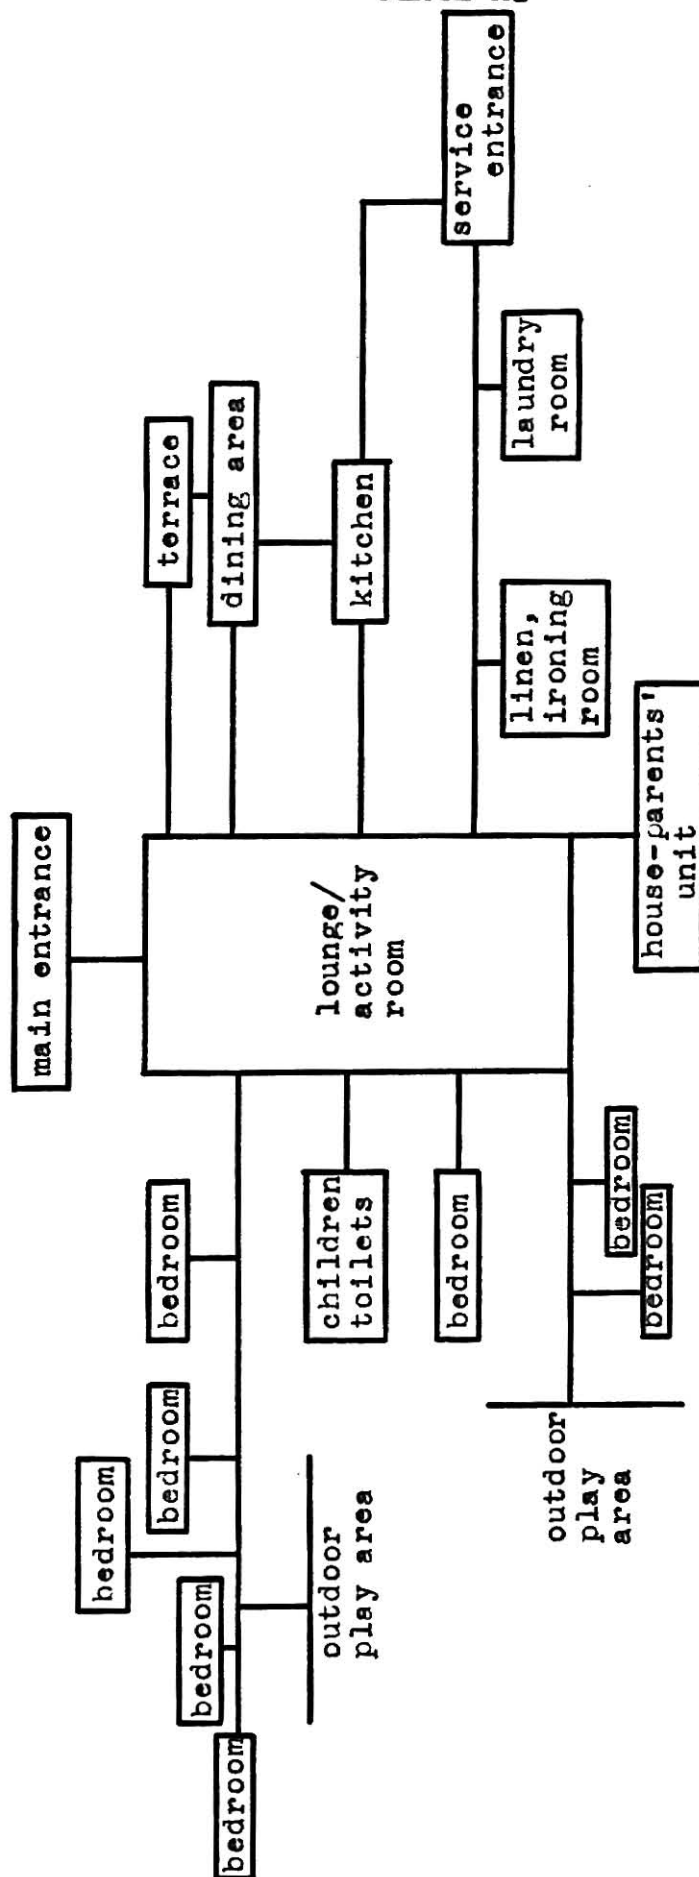 main entrance
terrace
dining area
kitchen
service
entrance
laundry
room
linen,
ironing
room
house-parents'
unit
lounge/
activity
room
bedroom
bedroom
bedroom
bedroom
bedroom
children
toilets
bedroom
bedroom
bedroom
outdoor
play area
outdoor
play
area